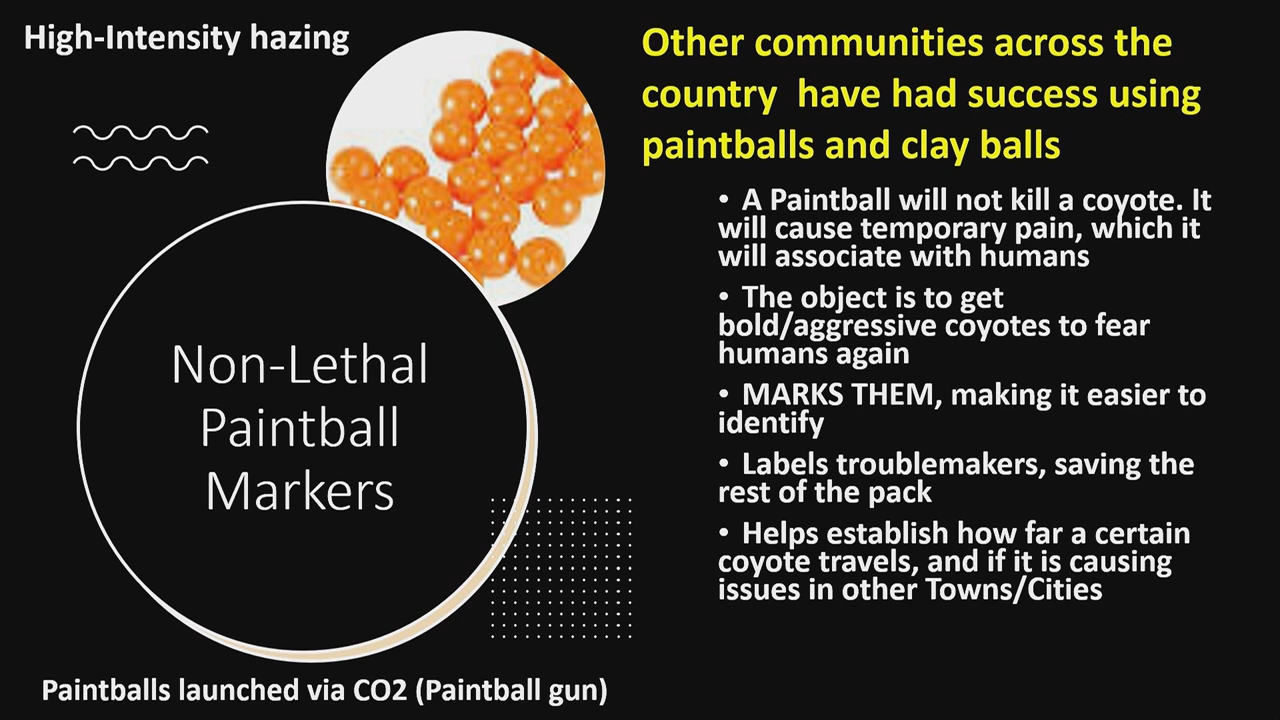 High-Intensity hazing
Non-Lethal
Paintball
Markers
Paintballs launched via CO2 (Paintball gun)
Other communities across the
country  have had success using
paintballs and clay balls
• A Paintball will not kill a coyote. It
will cause temporary pain, which it
will associate with humans
• The object is to get
bold/aggressive coyotes to fear
humans again
• MARKS THEM, making it easier to
identify
• Labels troublemakers, saving the
rest of the pack
• Helps establish how far a certain
coyote travels, and if it is causing
issues in other Towns/Cities